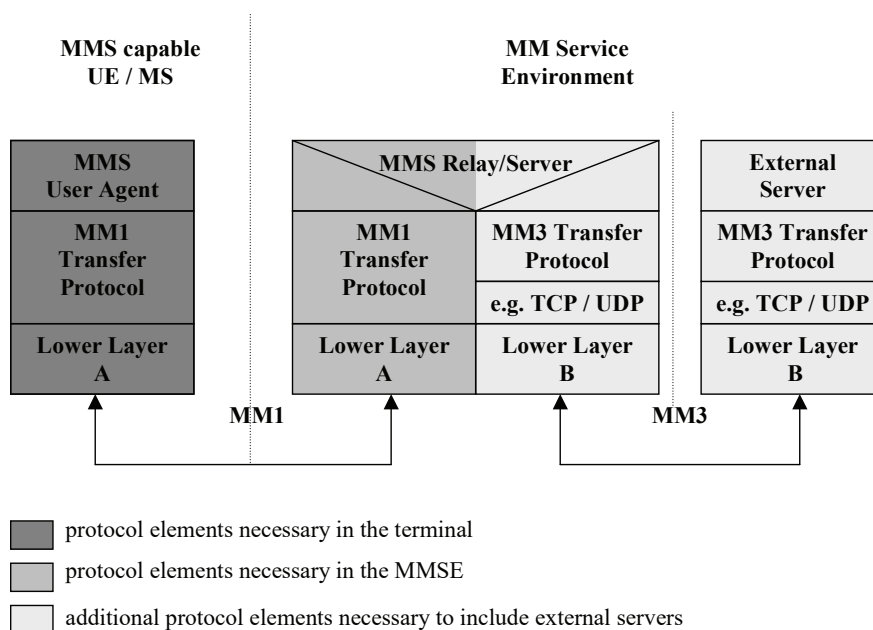 MMS capable
UE / MS
MM Service
Environment
MMS
User Agent
MMS Relay/Server
External
Server
MM1
Transfer
Protocol
MM1
Transfer
Protocol
MM3 Transfer
Protocol
MM3 Transfer
Protocol
e.g. TCP / UDP
e.g. TCP / UDP
Lower Layer
A
Lower Layer
A
Lower Layer
B
Lower Layer
B
MM1
MM3
protocol elements necessary in the terminal
protocol elements necessary in the MMSE
additional protocol elements necessary to include external servers